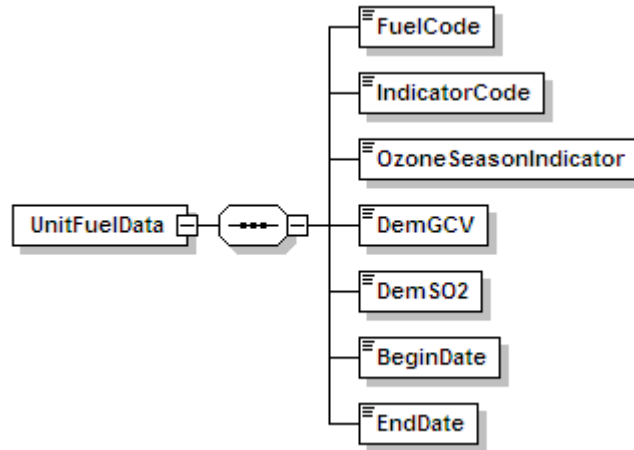 FuelCode
IndicatorCode
OzoneSeasonIndicator
UnitFuelData
DemGCV
DemSO2
BeginDate
EndDate